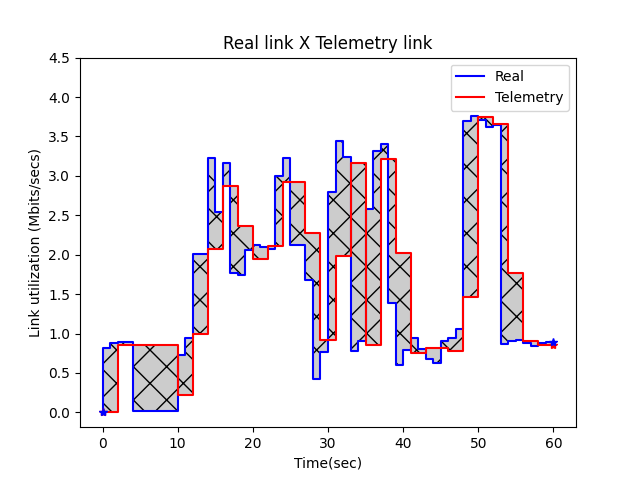 Real link X Telemetry link
Real
Telemetry
Link utilization (Mbits/secs)
4.5
4.0
3.5
3.0
2.5
2.0
1.5
1.0
0.5
0.0
0 10 20 30 40 50 60
Time(sec)